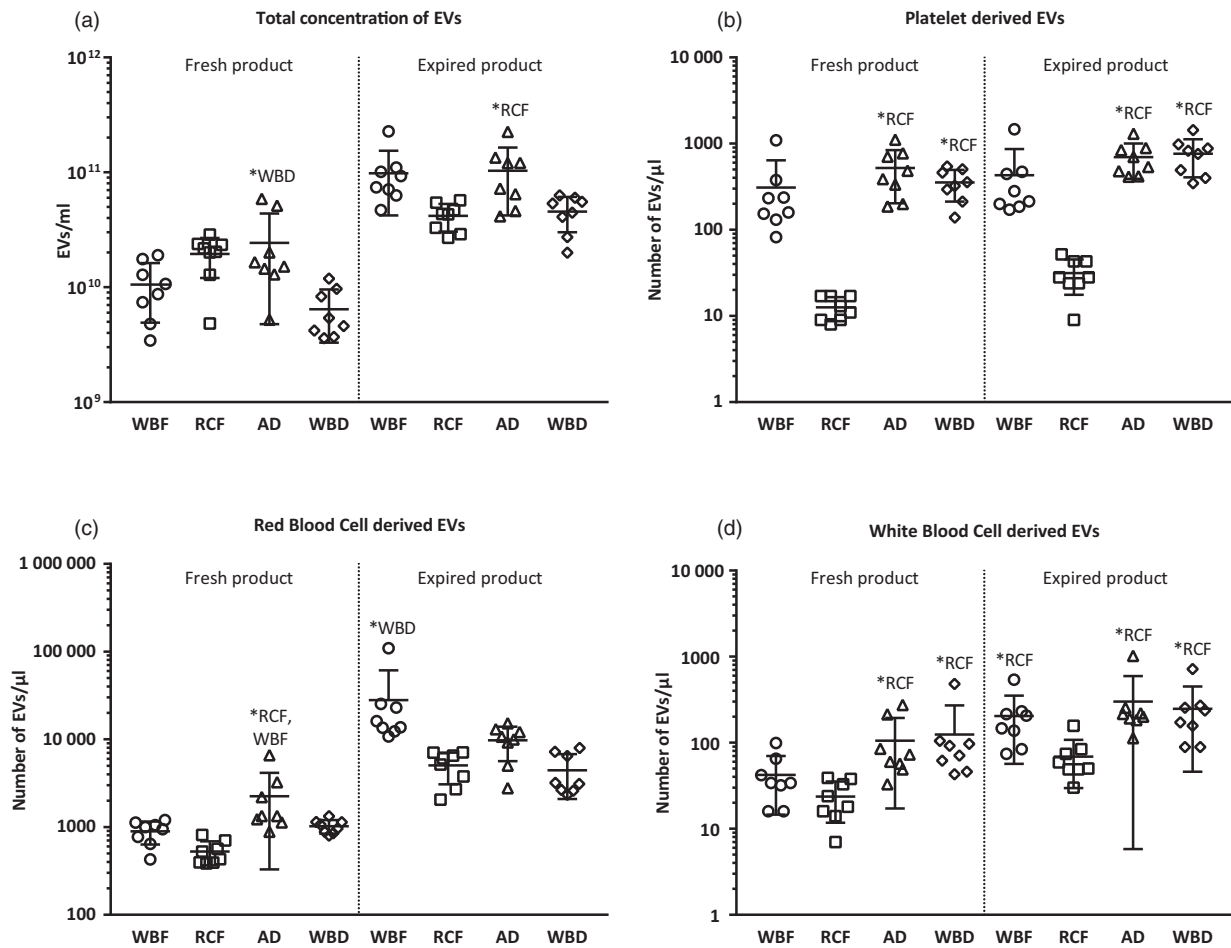 (a)
Total concentration of EVs
Fresh product
Expired product
EVs/ml
10¹²
10¹¹
10¹⁰
10⁹
*WBD
*RCF
WBF RCF AD WBD WBF RCF AD WBD
(b)
Platelet derived EVs
Fresh product
Expired product
Number of EVs/µl
10 000
1000
100
10
1
*RCF
*RCF
*RCF
*RCF
WBF RCF AD WBD WBF RCF AD WBD
(c)
Red Blood Cell derived EVs
Fresh product
Expired product
Number of EVs/µl
1 000 000
100 000
10 000
1000
100
*RCF,
WBF
*WBD
WBF RCF AD WBD WBF RCF AD WBD
(d)
White Blood Cell derived EVs
Fresh product
Expired product
Number of EVs/µl
10 000
1000
100
10
1
*RCF
*RCF
*RCF
*RCF
*RCF
WBF RCF AD WBD WBF RCF AD WBD